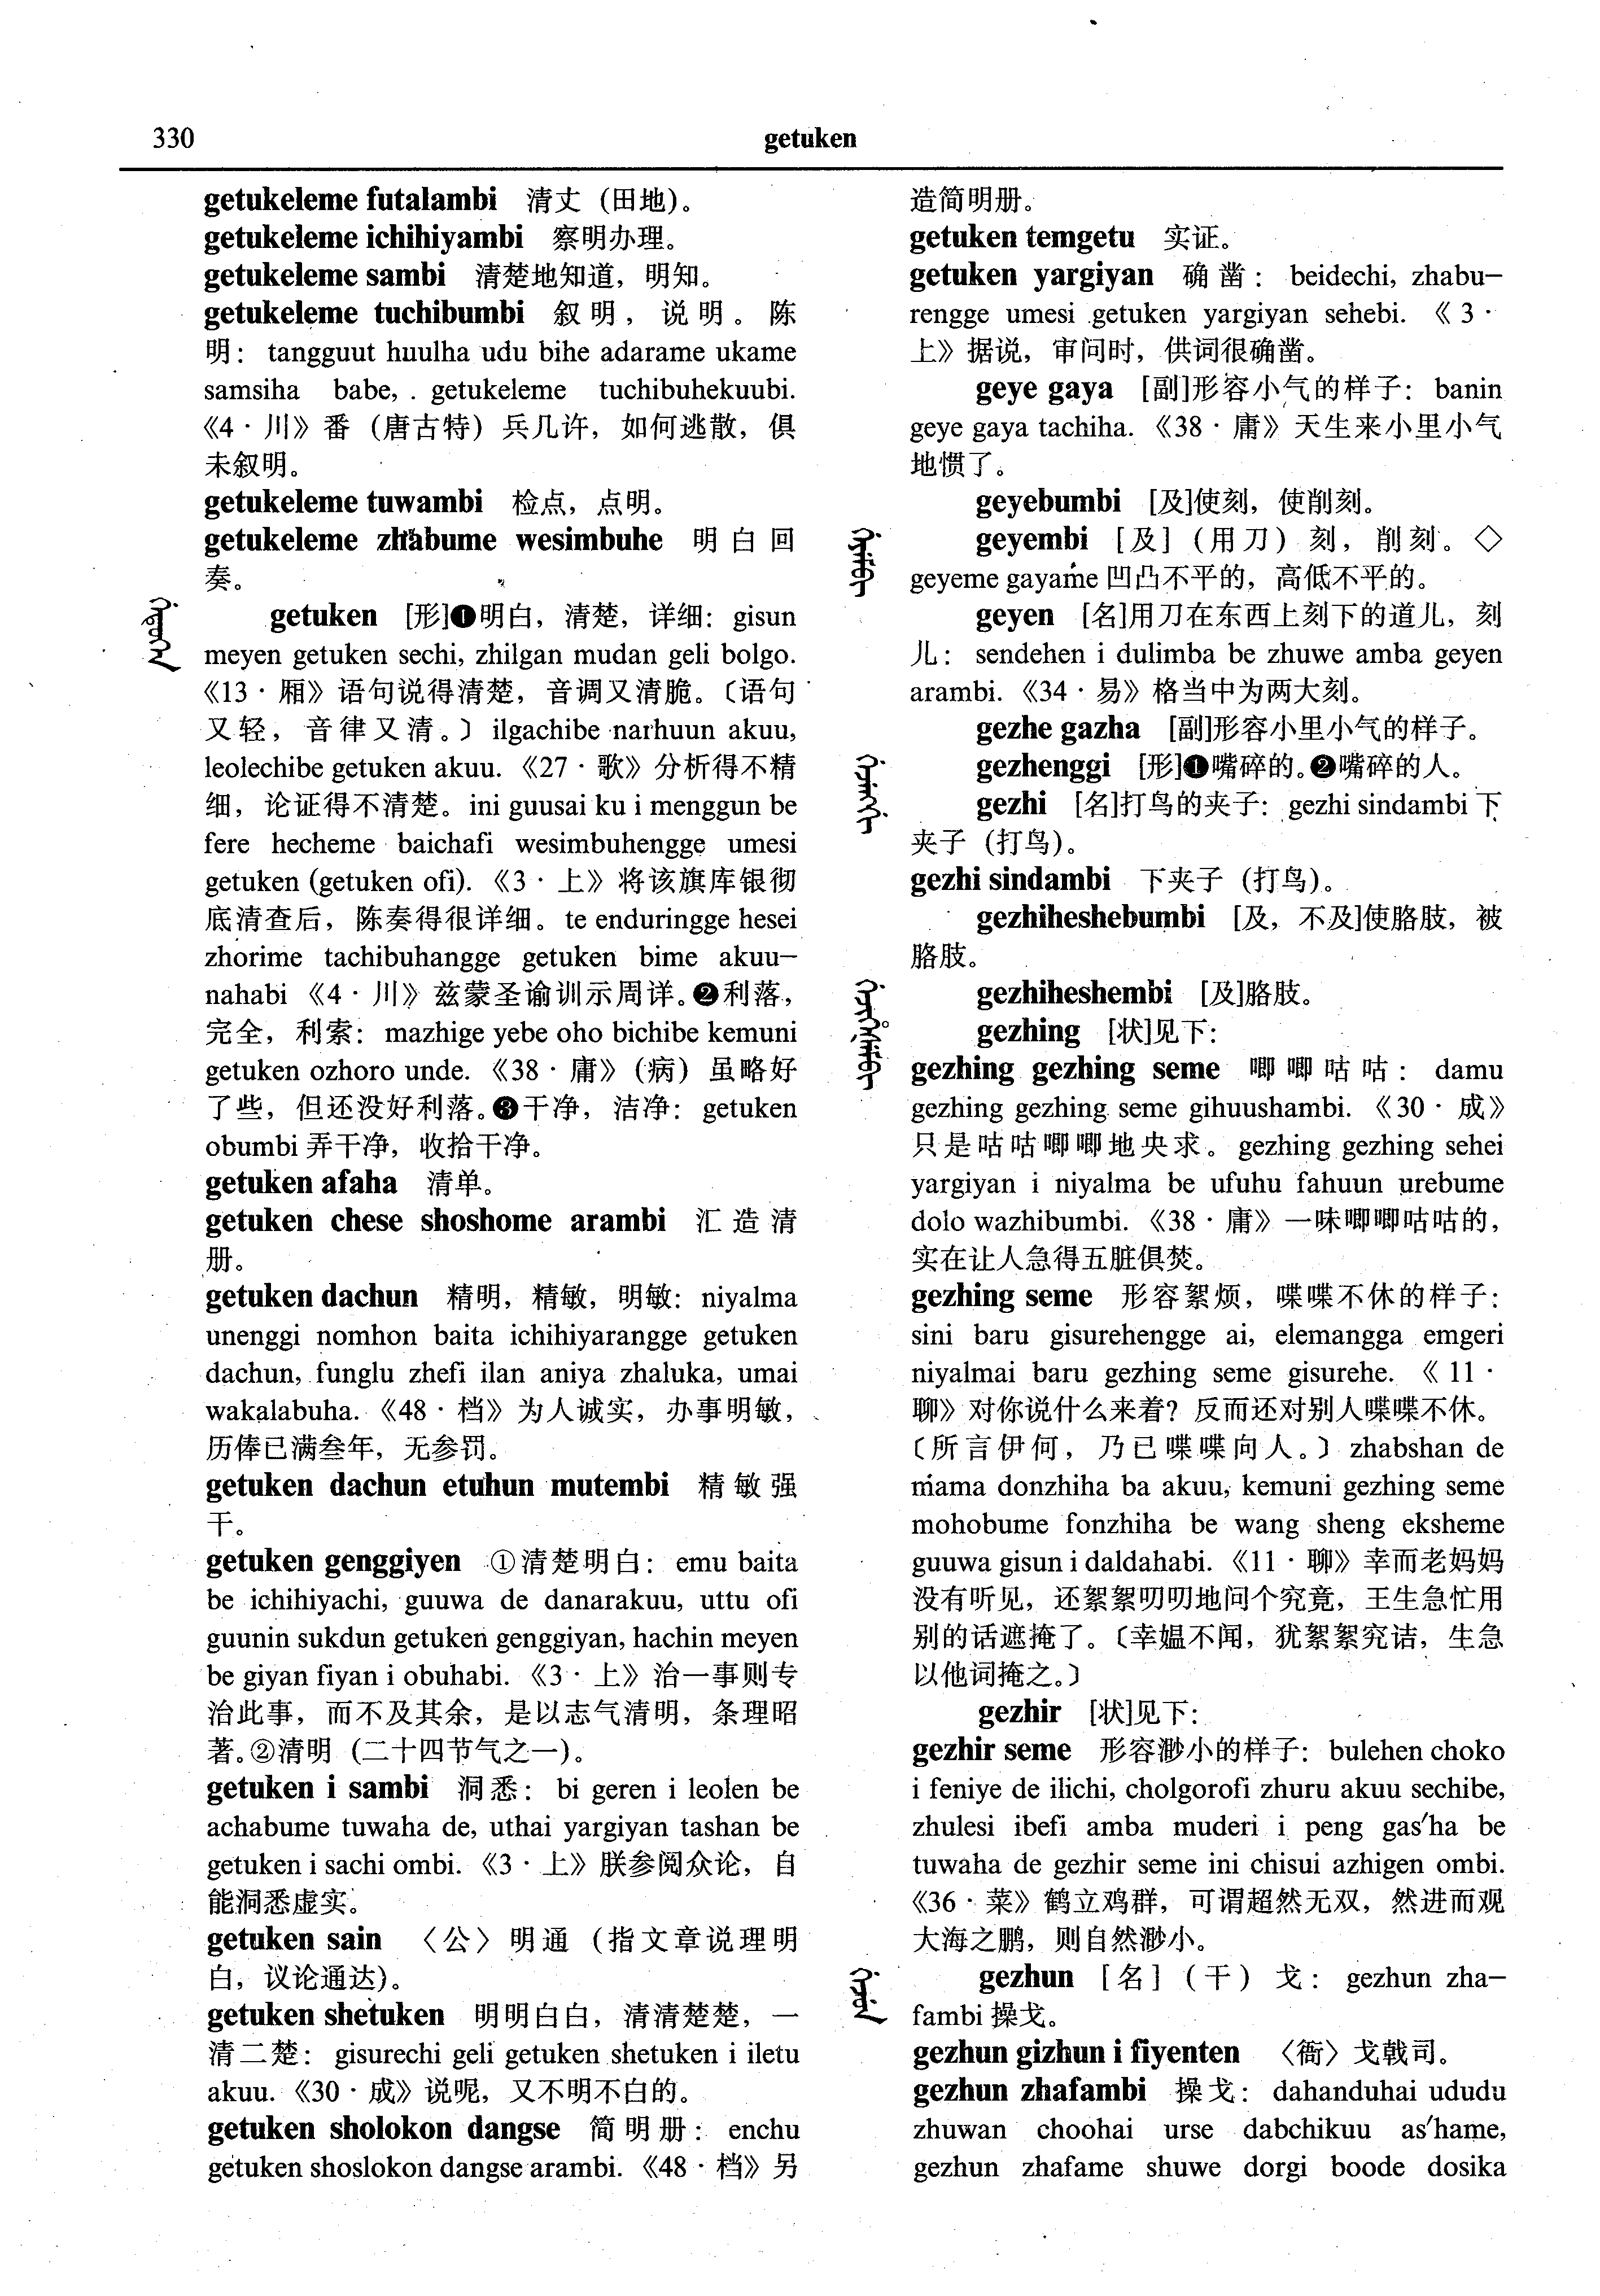 330
getuken
getukeleme futalambi 清丈（田地）。
getukeleme ichihiyambi 察明办理。
getukeleme sambi 清楚地知道，明知。
getukeleme tuchibumbi 叙明，说明。陈
明：tangguut huulha udu bihe adarame ukame
samsiha babe, getukeleme tuchibuhekuubi.
《4·川》番（唐古特）兵几许，如何逃散，俱
未叙明。
getukeleme tuwambi 检点，点明。
getukeleme zhabume wesimbuhe 明白回
奏。
getuken [形]❶明白，清楚，详细：gisun
meyen getuken sechi, zhilgan mudan geli bolgo.
《13·厢》语句说得清楚，音调又清脆。〔语句
又轻，音律又清。〕ilgachibe narhuun akuu,
leolechibe getuken akuu.《27·歌》分析得不精
细，论证得不清楚。ini guusai ku i menggun be
fere hecheme baichafi wesimbuhengge umesi
getuken (getuken ofi).《3·上》将该旗库银彻
底清查后，陈奏得很详细。te enduringge hesei
zhorime tachibuhangge getuken bime akuu-
nahabi《4·川》兹蒙圣谕训示周详。❷利落，
完全，利索：mazhige yebe oho bichibe kemuni
getuken ozhoro unde.《38·庸》（病）虽略好
了些，但还没好利落。❸干净，洁净：getuken
obumbi 弄干净，收拾干净。
getuken afaha 清单。
getuken chese shoshome arambi 汇造清
册。
getuken dachun 精明，精敏，明敏：niyalma
unenggi nomhon baita ichihiyarangge getuken
dachun, funglu zhefi ilan aniya zhaluka, umai
wakalabuha.《48·档》为人诚实，办事明敏，
历俸已满叁年，无参罚。
getuken dachun etuhun mutembi 精敏强
干。
getuken genggiyen ①清楚明白：emu baita
be ichihiyachi, guuwa de danarakuu, uttu ofi
guunin sukdun getuken genggiyan, hachin meyen
be giyan fiyan i obuhabi.《3·上》治一事则专
治此事，而不及其余，是以志气清明，条理昭
著。②清明（二十四节气之一）。
getuken i sambi 洞悉：bi geren i leolen be
achabume tuwaha de, uthai yargiyan tashan be
getuken i sachi ombi.《3·上》朕参阅众论，自
能洞悉虚实。
getuken sain 〈公〉明通（指文章说理明
白，议论通达）。
getuken shetuken 明明白白，清清楚楚，一
清二楚：gisurechi geli getuken shetuken i iletu
akuu.《30·成》说呢，又不明不白的。
getuken sholokon dangse 简明册：enchu
getuken shoslokon dangse arambi.《48·档》另
造简明册。
getuken temgetu 实证。
getuken yargiyan 确凿：beidechi, zhabu-
rengge umesi getuken yargiyan sehebi.《3·
上》据说，审问时，供词很确凿。
geye gaya [副]形容小气的样子：banin
geye gaya tachiha.《38·庸》天生来小里小气
地惯了。
geyebumbi [及]使刻，使削刻。
geyembi [及]（用刀）刻，削刻。◇
geyeme gayame 凹凸不平的，高低不平的。
geyen [名]用刀在东西上刻下的道儿，刻
儿：sendehen i dulimba be zhuwe amba geyen
arambi.《34·易》格当中为两大刻。
gezhe gazha [副]形容小里小气的样子。
gezhenggi [形]❶嘴碎的。❷嘴碎的人。
gezhi [名]打鸟的夹子：gezhi sindambi 下
夹子（打鸟）。
gezhi sindambi 下夹子（打鸟）。
gezhiheshebumbi [及，不及]使胳肢，被
胳肢。
gezhiheshembi [及]胳肢。
gezhing [状]见下：
gezhing gezhing seme 唧唧咕咕：damu
gezhing gezhing seme gihuushambi.《30·成》
只是咕咕唧唧地央求。gezhing gezhing sehei
yargiyan i niyalma be ufuhu fahuun urebume
dolo wazhibumbi.《38·庸》一味唧唧咕咕的，
实在让人急得五脏俱焚。
gezhing seme 形容絮烦，喋喋不休的样子：
sini baru gisurehengge ai, elemangga emgeri
niyalmai baru gezhing seme gisurehe.《11·
聊》对你说什么来着？反而还对别人喋喋不休。
〔所言伊何，乃已喋喋向人。〕zhabshan de
mama donzhiha ba akuu, kemuni gezhing seme
mohobume fonzhiha be wang sheng eksheme
guuwa gisun i daldahabi.《11·聊》幸而老妈妈
没有听见，还絮絮叨叨地问个究竟，王生急忙用
别的话遮掩了。〔幸媪不闻，犹絮絮究诘，生急
以他词掩之。〕
gezhir [状]见下：
gezhir seme 形容渺小的样子：bulehen choko
i feniye de ilichi, cholgorofi zhuru akuu sechibe,
zhulesi ibefi amba muderi i peng gas'ha be
tuwaha de gezhir seme ini chisui azhigen ombi.
《36·菜》鹤立鸡群，可谓超然无双，然进而观
大海之鹏，则自然渺小。
gezhun [名]（干）戈：gezhun zha-
fambi 操戈。
gezhun gizhun i fiyenten 〈衙〉戈戟司。
gezhun zhafambi 操戈：dahanduhai ududu
zhuwan choohai urse dabchikuu as'hame,
gezhun zhafame shuwe dorgi boode dosika